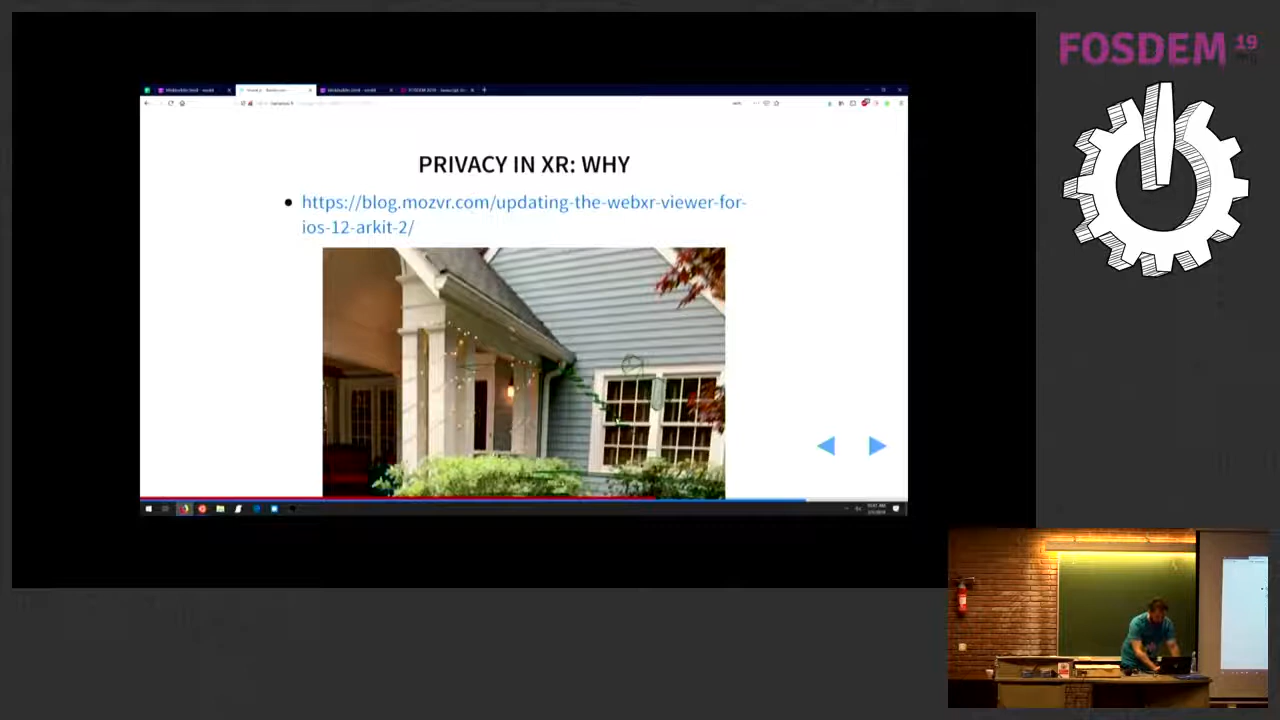 FOSDEM 19
.org
PRIVACY IN XR: WHY
https://blog.mozvr.com/updating-the-webxr-viewer-for-
ios-12-arkit-2/